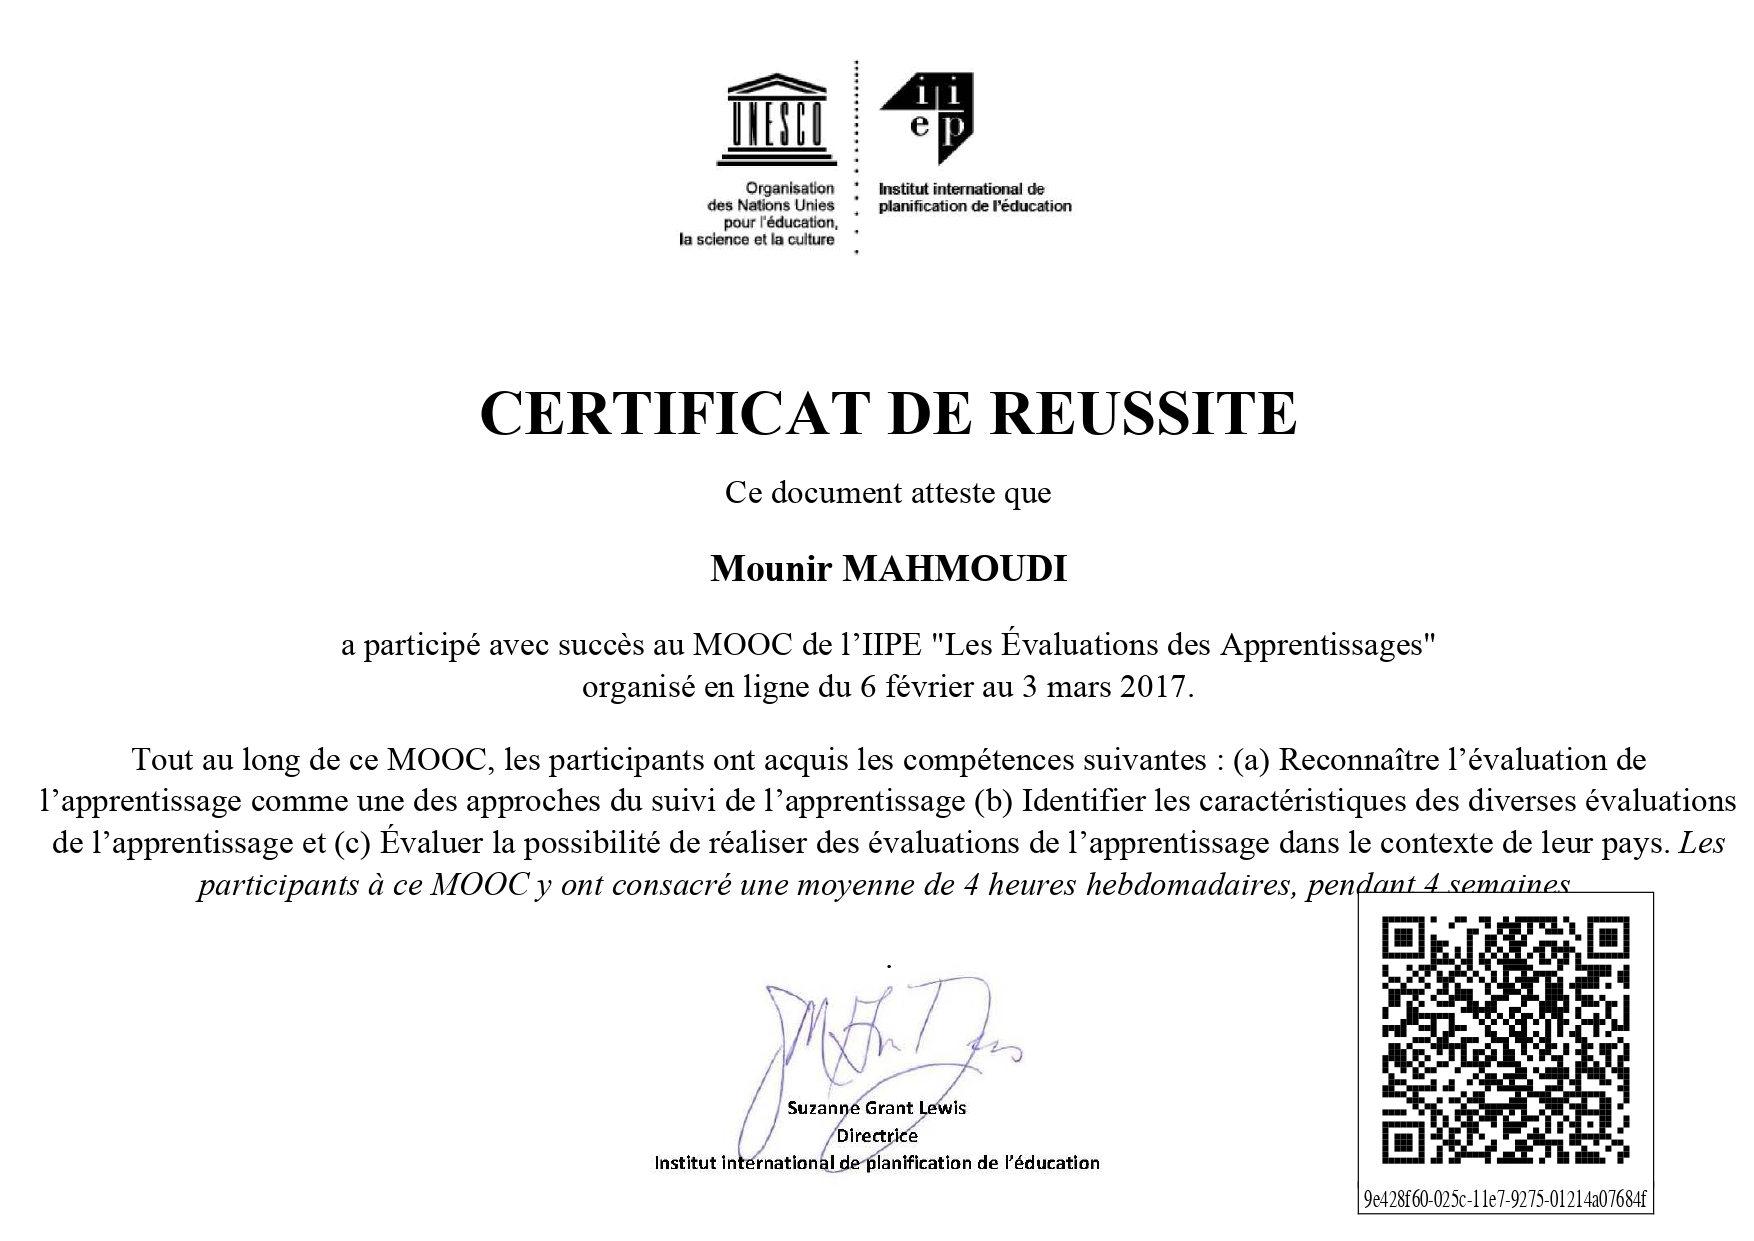 UNESCO
Organisation
des Nations Unies
pour l'éducation,
la science et la culture
i i
e p
Institut international de
planification de l'éducation
CERTIFICAT DE REUSSITE
Ce document atteste que
Mounir MAHMOUDI
a participé avec succès au MOOC de l’IIPE "Les Évaluations des Apprentissages"
organisé en ligne du 6 février au 3 mars 2017.
Tout au long de ce MOOC, les participants ont acquis les compétences suivantes : (a) Reconnaître l’évaluation de
l’apprentissage comme une des approches du suivi de l’apprentissage (b) Identifier les caractéristiques des diverses évaluations
de l’apprentissage et (c) Évaluer la possibilité de réaliser des évaluations de l’apprentissage dans le contexte de leur pays. Les
participants à ce MOOC y ont consacré une moyenne de 4 heures hebdomadaires, pendant 4 semaines
.
Suzanne Grant Lewis
Directrice
Institut international de planification de l’éducation
9e428f60-025c-11e7-9275-01214a07684f